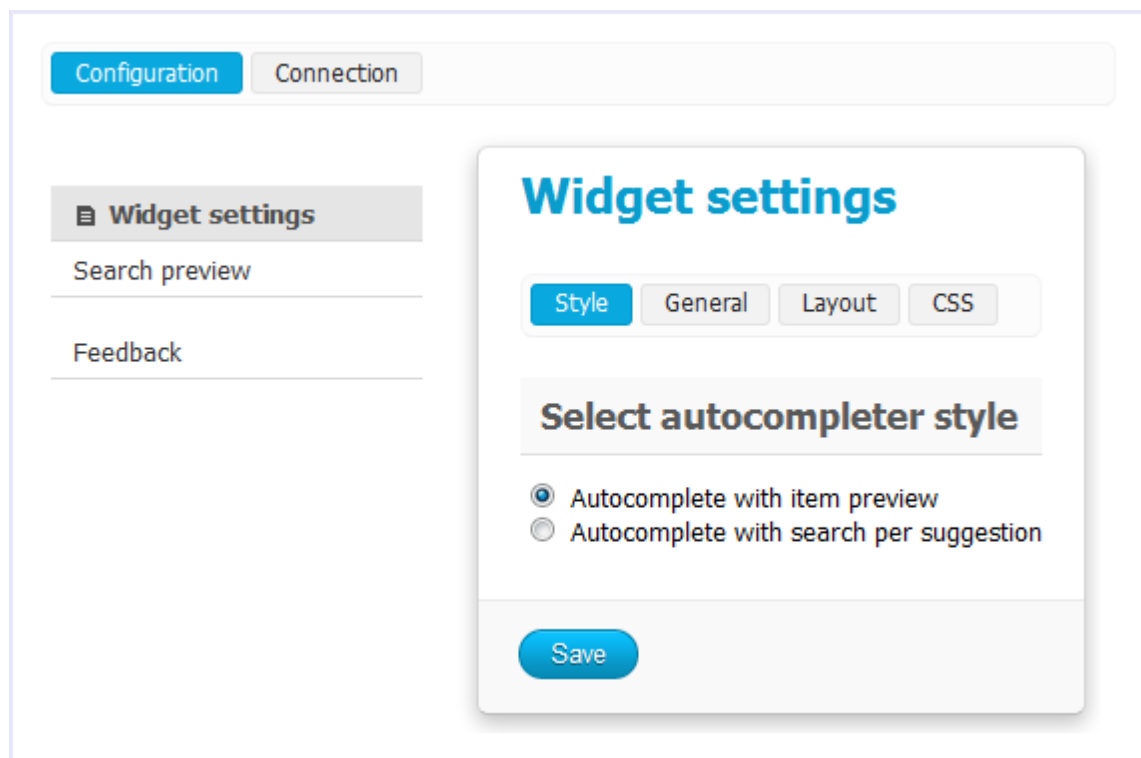 Configuration Connection
Widget settings
Search preview
Feedback
Widget settings
Style General Layout CSS
Select autocompleter style
Autocomplete with item preview
Autocomplete with search per suggestion
Save